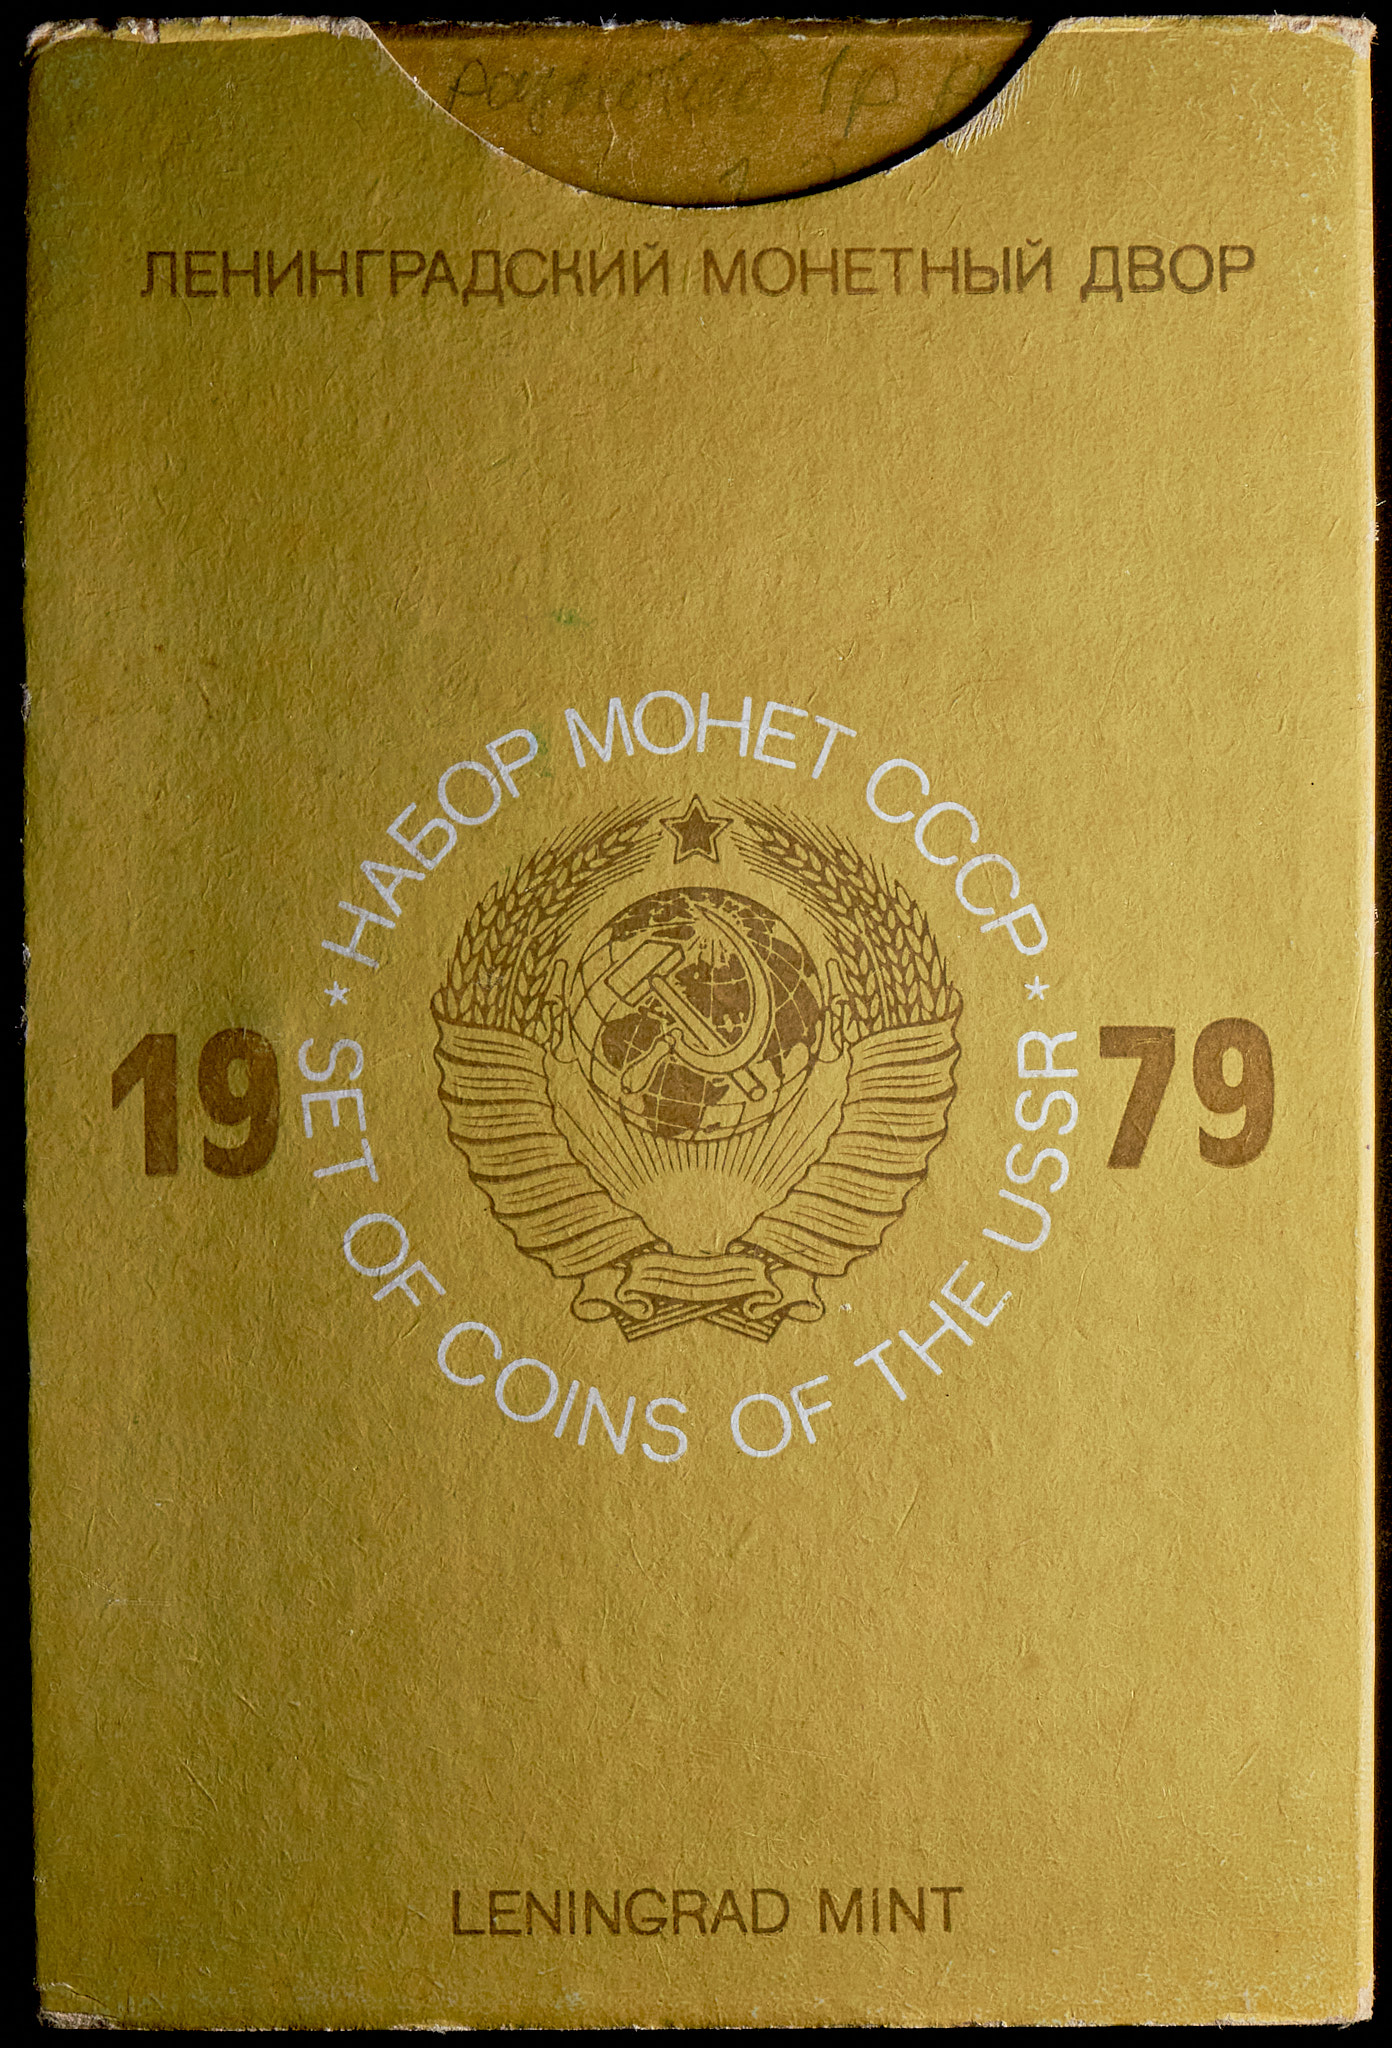 ЛЕНИНГРАДСКИЙ МОНЕТНЫЙ ДВОР
* НАБОР МОНЕТ СССР *
19 79
SET OF COINS OF THE USSR
LENINGRAD MINT